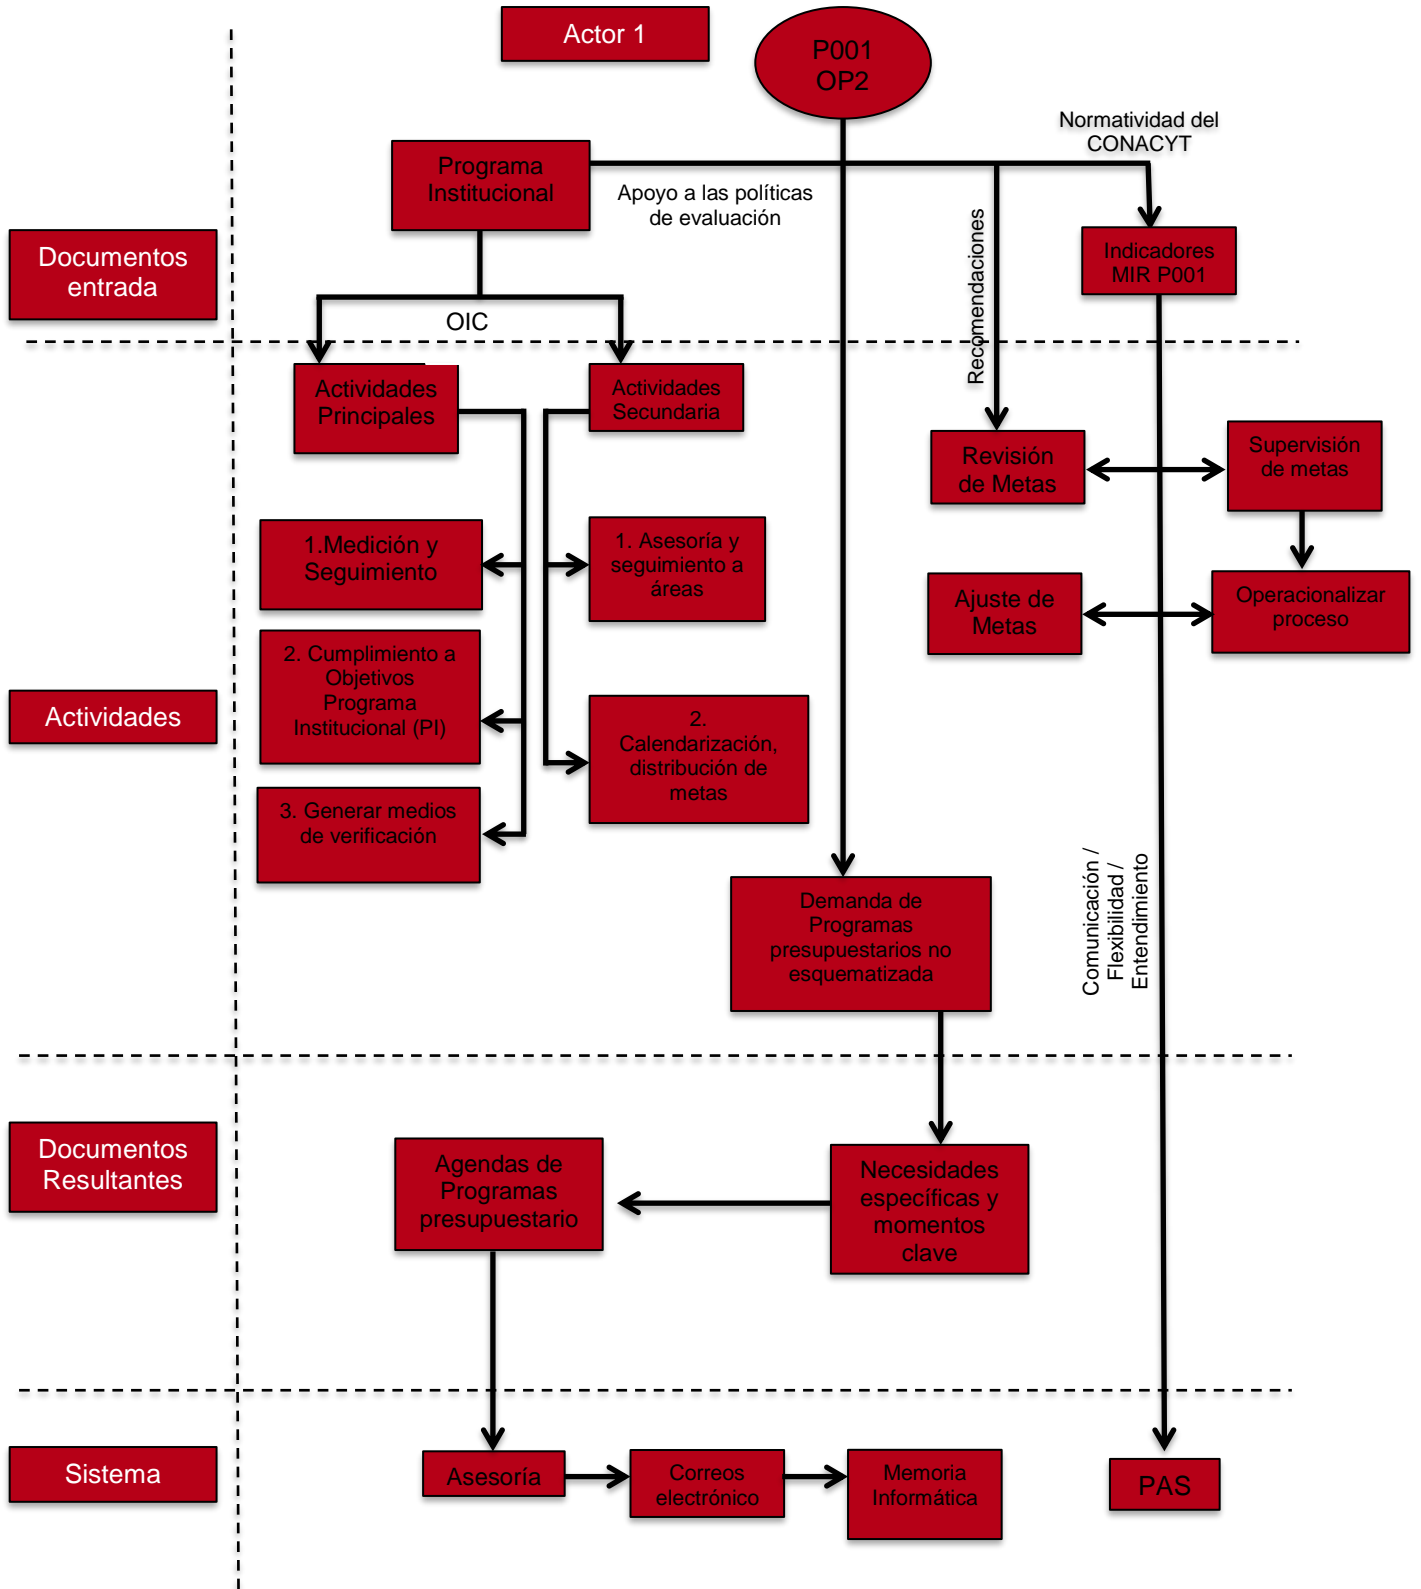 Actor 1
P001
OP2
Normatividad del
CONACYT
Programa
Institucional
Apoyo a las políticas
de evaluación
Recomendaciones
Documentos
entrada
Indicadores
MIR P001
OIC
Actividades
Principales
Actividades
Secundaria
Revisión
de Metas
Supervisión
de metas
1.Medición y
Seguimiento
1. Asesoría y
seguimiento a
áreas
Ajuste de
Metas
Operacionalizar
proceso
2. Cumplimiento a
Objetivos
Programa
Institucional (PI)
Actividades
2.
Calendarización,
distribución de
metas
3. Generar medios
de verificación
Demanda de
Programas
presupuestarios no
esquematizada
Comunicación /
Flexibilidad /
Entendimiento
Documentos
Resultantes
Agendas de
Programas
presupuestario
Necesidades
específicas y
momentos
clave
Sistema
Asesoría
Correos
electrónico
Memoria
Informática
PAS